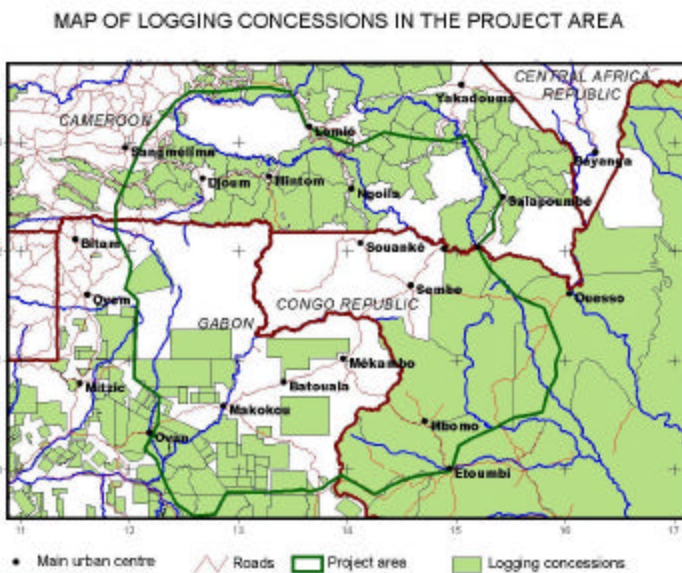 MAP OF LOGGING CONCESSIONS IN THE PROJECT AREA
CENTRAL AFRICA
REPUBLIC
Yakadouma
CAMEROON
Lomié
Sangmélima
Bayanga
Djoum
Mintom
Ngoila
Salapoumbé
Bitam
Souanké
Sembe
Oyem
CONGO REPUBLIC
Ouesso
GABON
Mékambo
Mitzic
Batouala
Makokou
Mbomo
Ovan
Etoumbi
11 12 13 14 15 16 17
Main urban centre Roads Project area Logging concessions